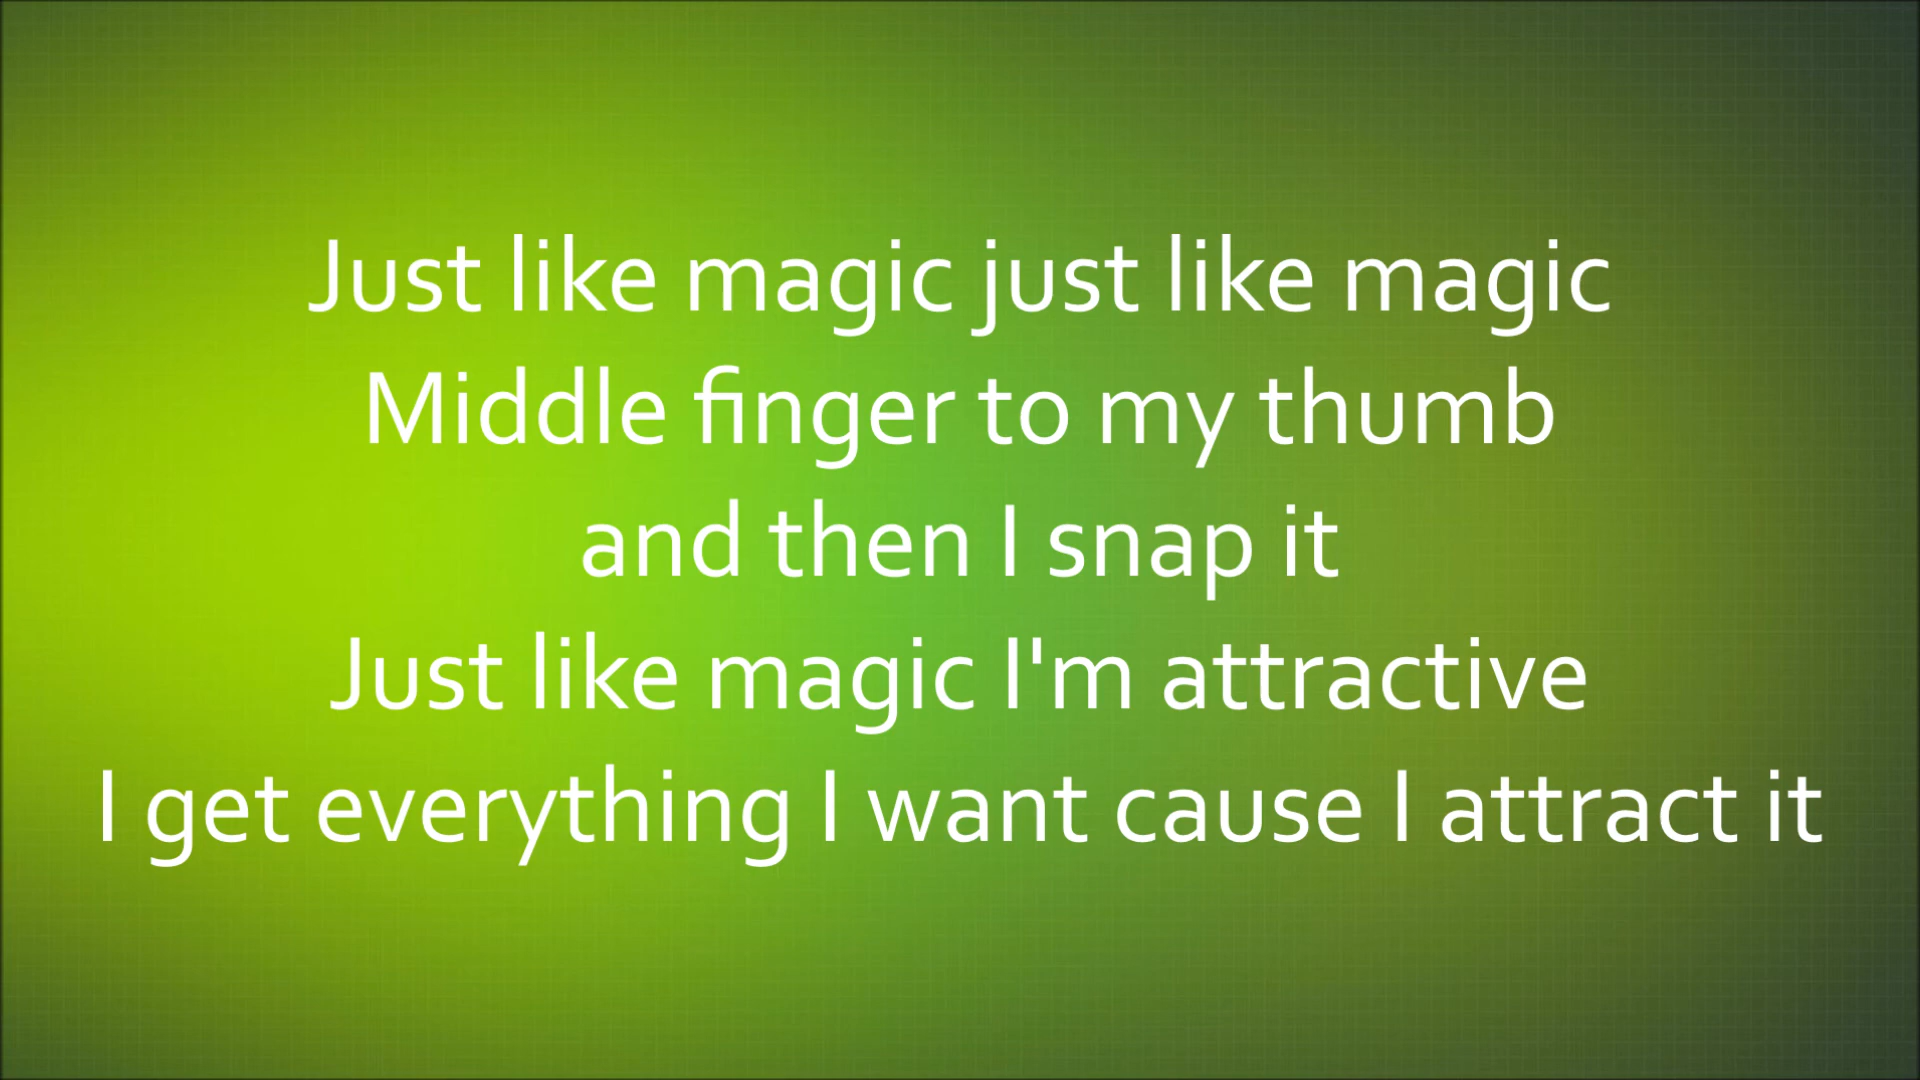 Just like magic just like magic
Middle finger to my thumb
and then I snap it
Just like magic I'm attractive
I get everything I want cause I attract it